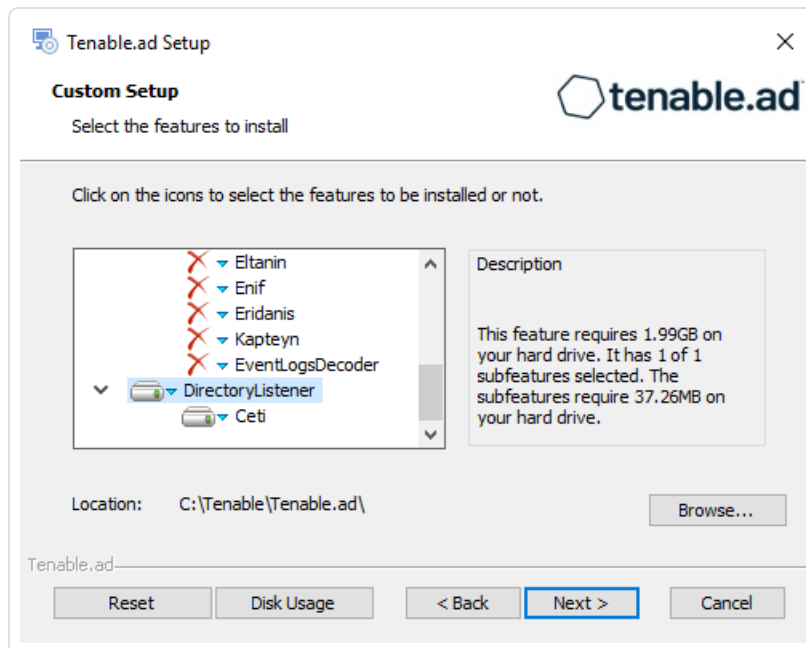 Tenable.ad Setup
Custom Setup
tenable.ad
Select the features to install
Click on the icons to select the features to be installed or not.
Eltanin
Enif
Eridanis
Kapteyn
EventLogsDecoder
DirectoryListener
Ceti
Description
This feature requires 1.99GB on
your hard drive. It has 1 of 1
subfeatures selected. The
subfeatures require 37.26MB on
your hard drive.
Location: C:\Tenable\Tenable.ad\
Browse...
Tenable.ad
Reset Disk Usage < Back Next > Cancel